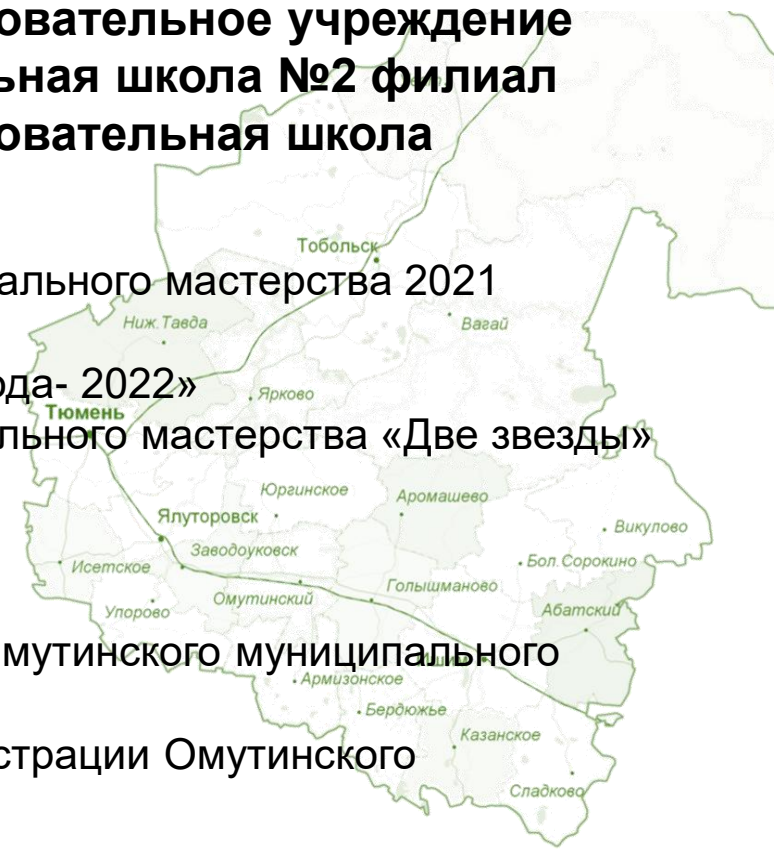 овательное учреждение
ьная школа №2 филиал
овательная школа
Тобольск
ального мастерства 2021
Ниж. Тавда
Вагай
ода- 2022»
Ярково
Тюмень
льного мастерства «Две звезды»
Юргинское
Аромашево
Ялуторовск
Викулово
Заводоуковск
Бол. Сорокино
Исетское
Голышманово
Омутинский
Абатский
Упорово
мутинского муниципального
Армизонское
Бердюжье
Казанское
страции Омутинского
Сладково